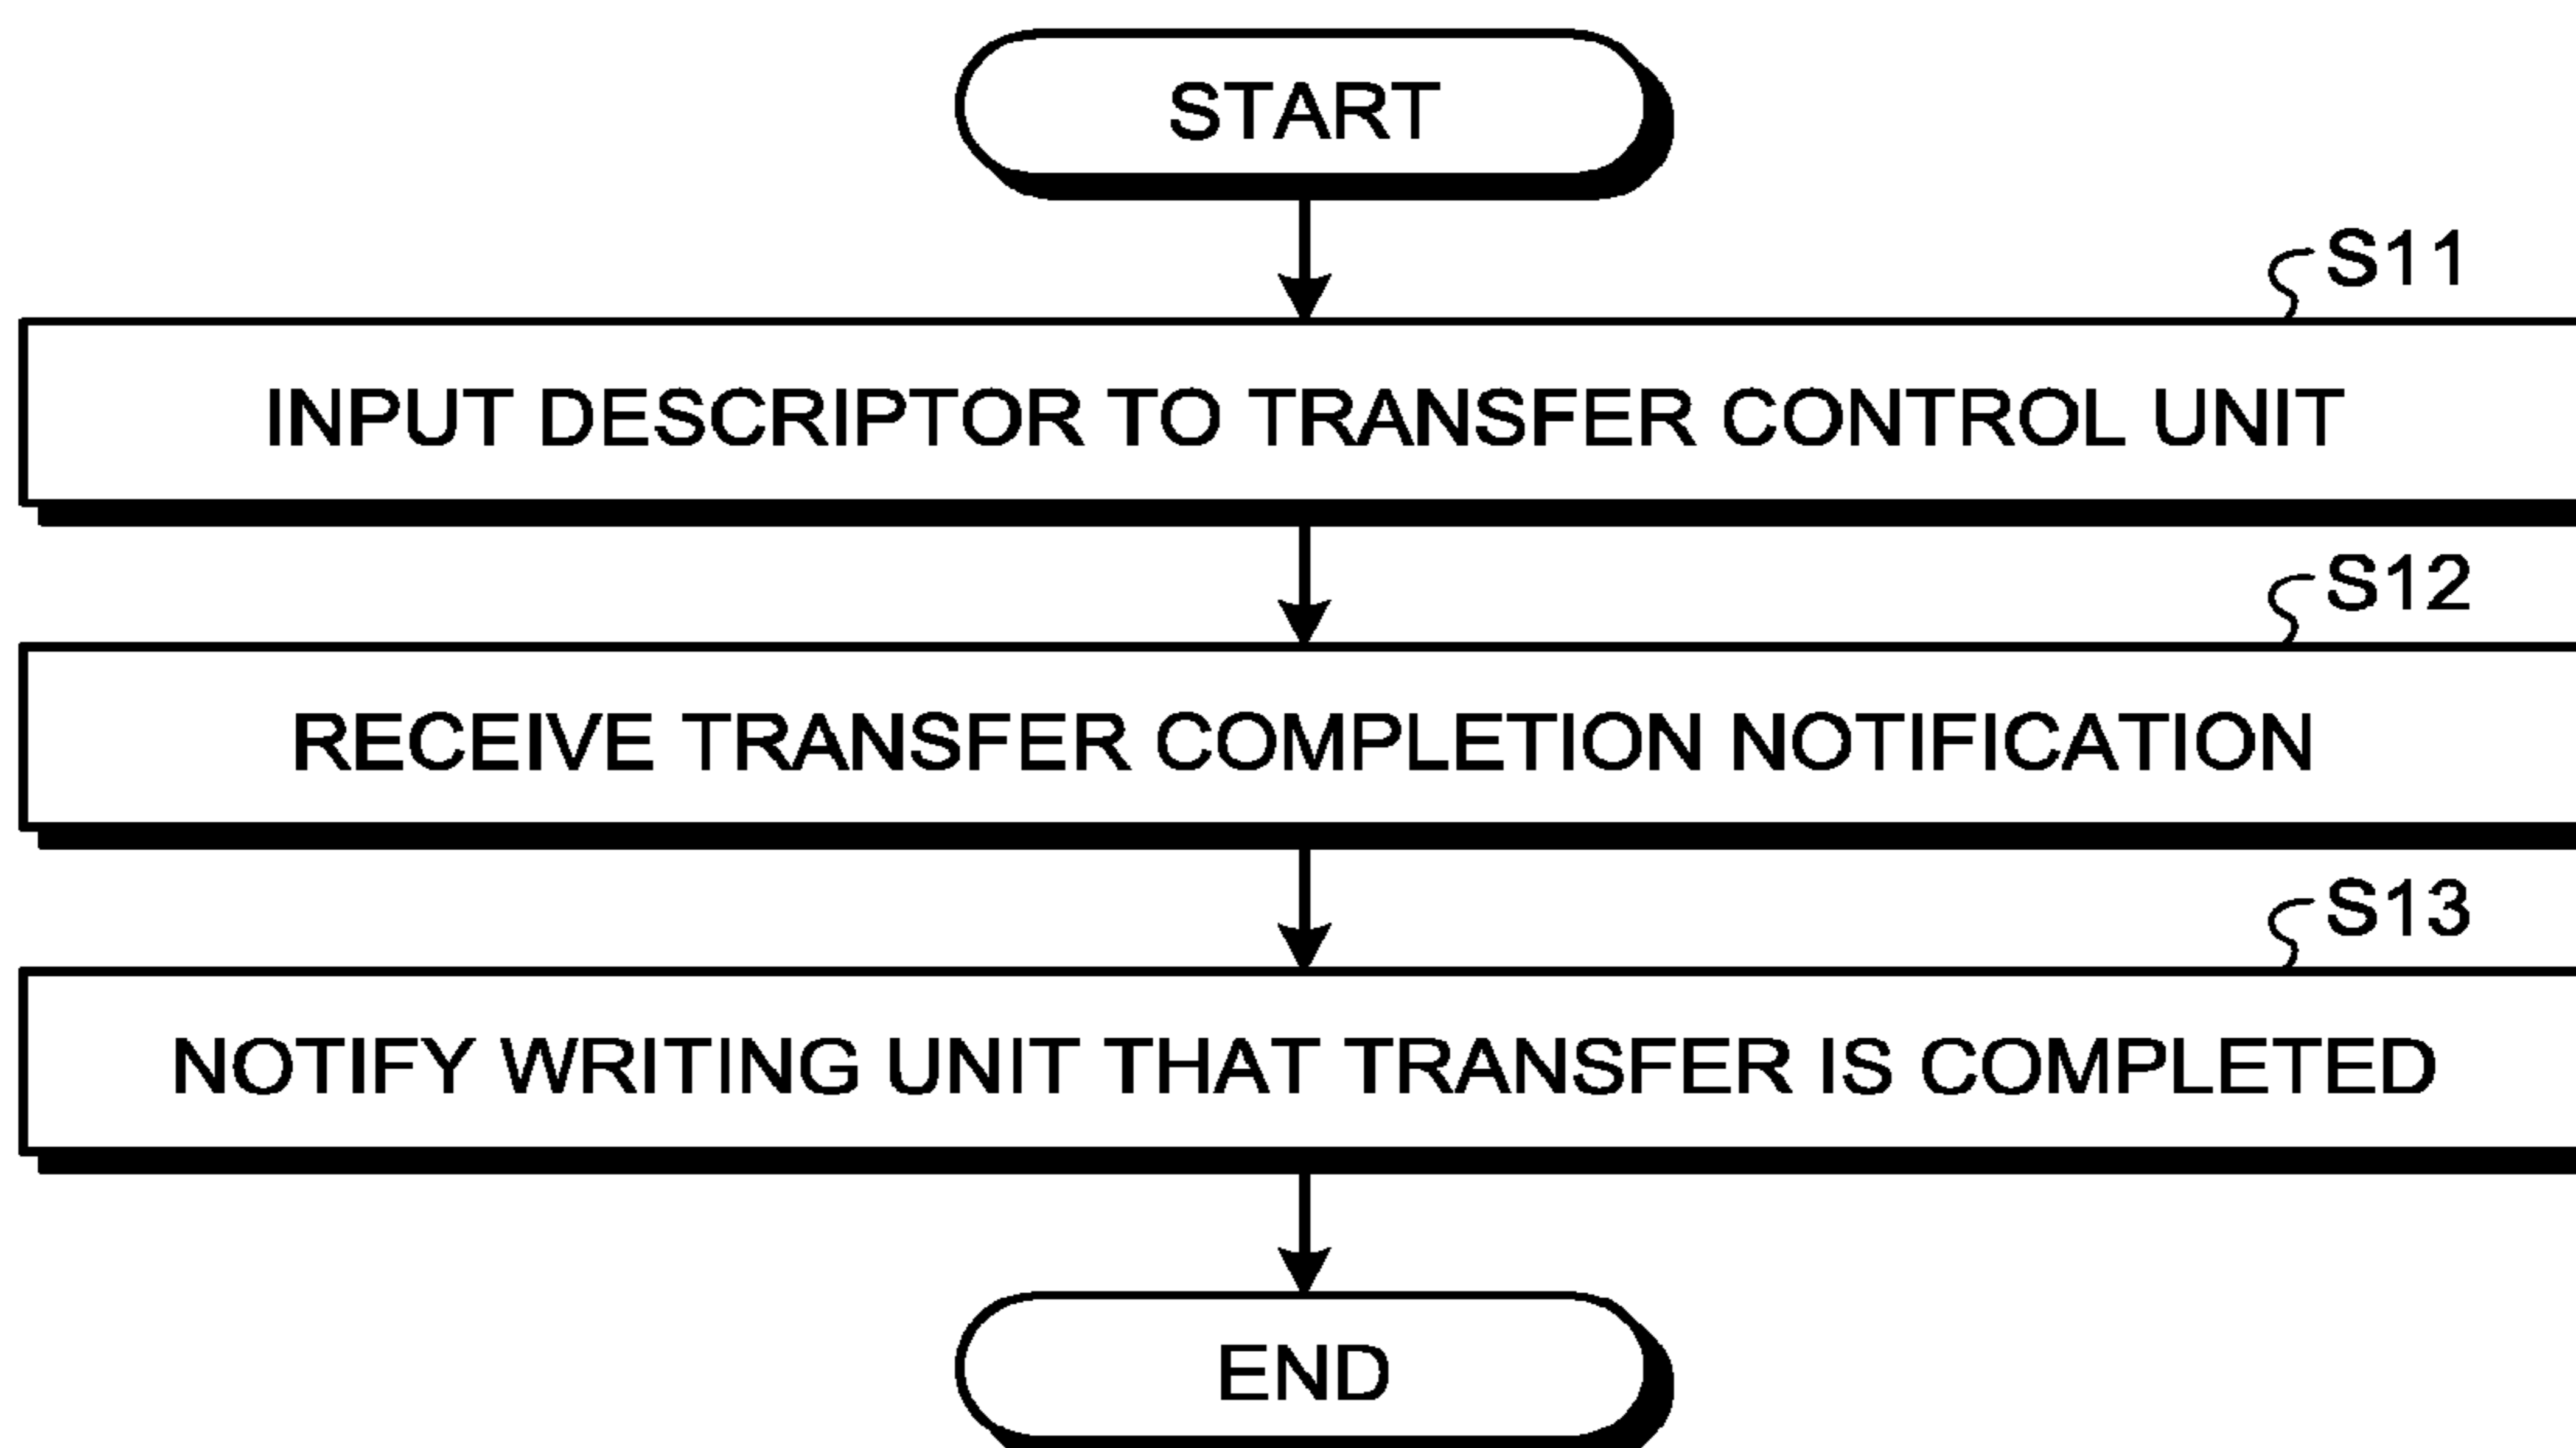 START
S11
INPUT DESCRIPTOR TO TRANSFER CONTROL UNIT
S12
RECEIVE TRANSFER COMPLETION NOTIFICATION
S13
NOTIFY WRITING UNIT THAT TRANSFER IS COMPLETED
END